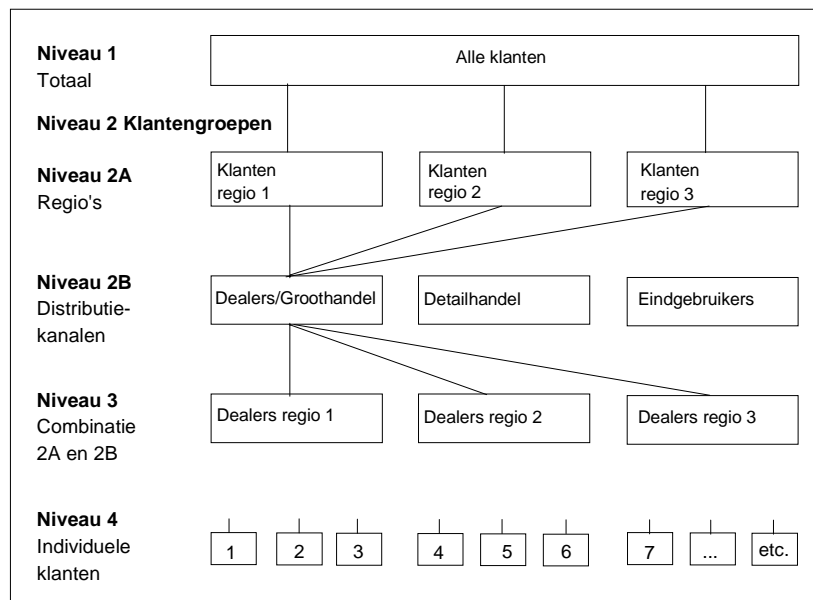 Niveau 1
Totaal
Alle klanten
Niveau 2 Klantengroepen
Niveau 2A
Regio's
Klanten
regio 1
Klanten
regio 2
Klanten
regio 3
Niveau 2B
Distributie-
kanalen
Dealers/Groothandel
Detailhandel
Eindgebruikers
Niveau 3
Combinatie
2A en 2B
Dealers regio 1
Dealers regio 2
Dealers regio 3
Niveau 4
Individuele
klanten
1 2 3 4 5 6 7 ... etc.